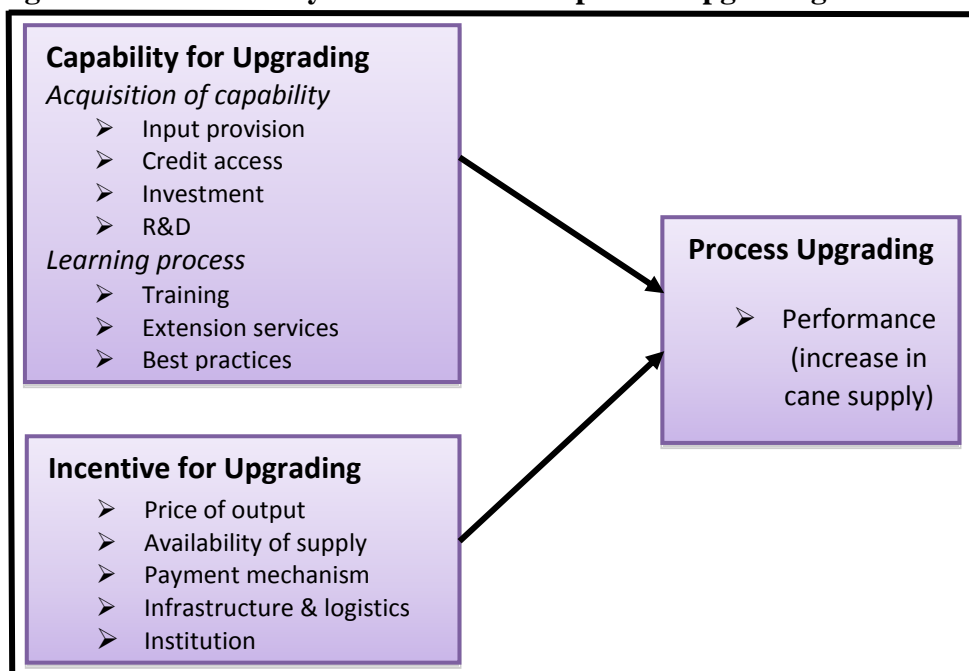 Capability for Upgrading
Acquisition of capability
➢ Input provision
➢ Credit access
➢ Investment
➢ R&D
Learning process
➢ Training
➢ Extension services
➢ Best practices
Process Upgrading
➢ Performance
(increase in
cane supply)
Incentive for Upgrading
➢ Price of output
➢ Availability of supply
➢ Payment mechanism
➢ Infrastructure & logistics
➢ Institution